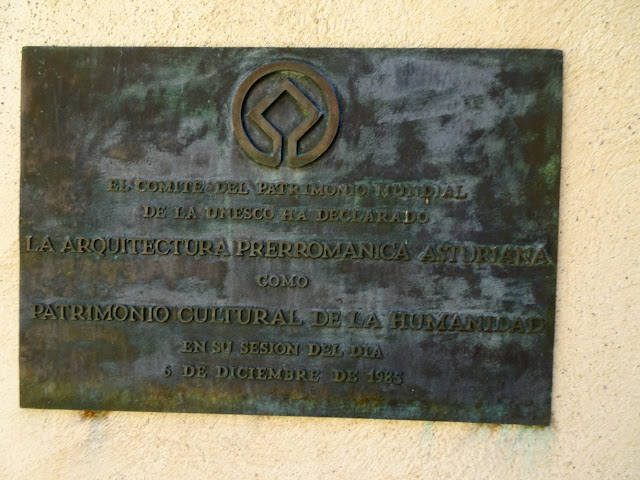 EL COMITE DEL PATRIMONIO MUNDIAL
DE LA UNESCO HA DECLARADO
LA ARQUITECTURA PRERROMANICA ASTURIANA
COMO
PATRIMONIO CULTURAL DE LA HUMANIDAD
EN SU SESION DEL DIA
6 DE DICIEMBRE DE 1985